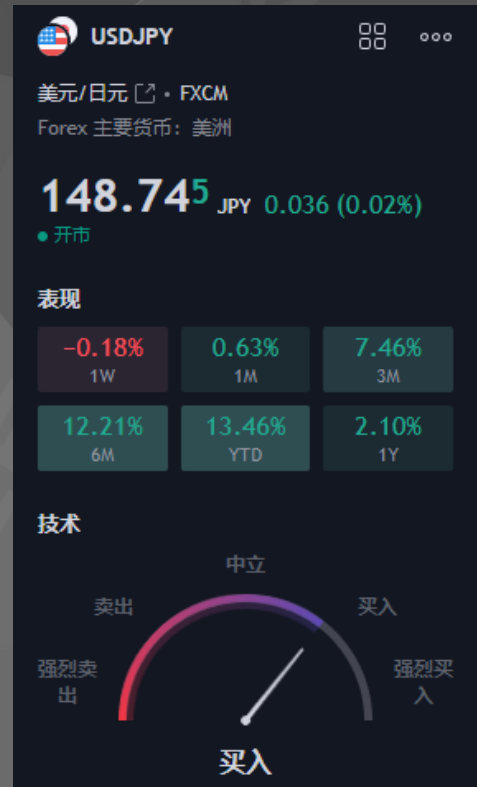 USDJPY
美元/日元 • FXCM
Forex 主要货币：美洲
148.745 JPY 0.036 (0.02%)
开市
表现
−0.18% 0.63% 7.46%
1W 1M 3M
12.21% 13.46% 2.10%
6M YTD 1Y
技术
中立
卖出 买入
强烈卖 强烈买
出 入
买入